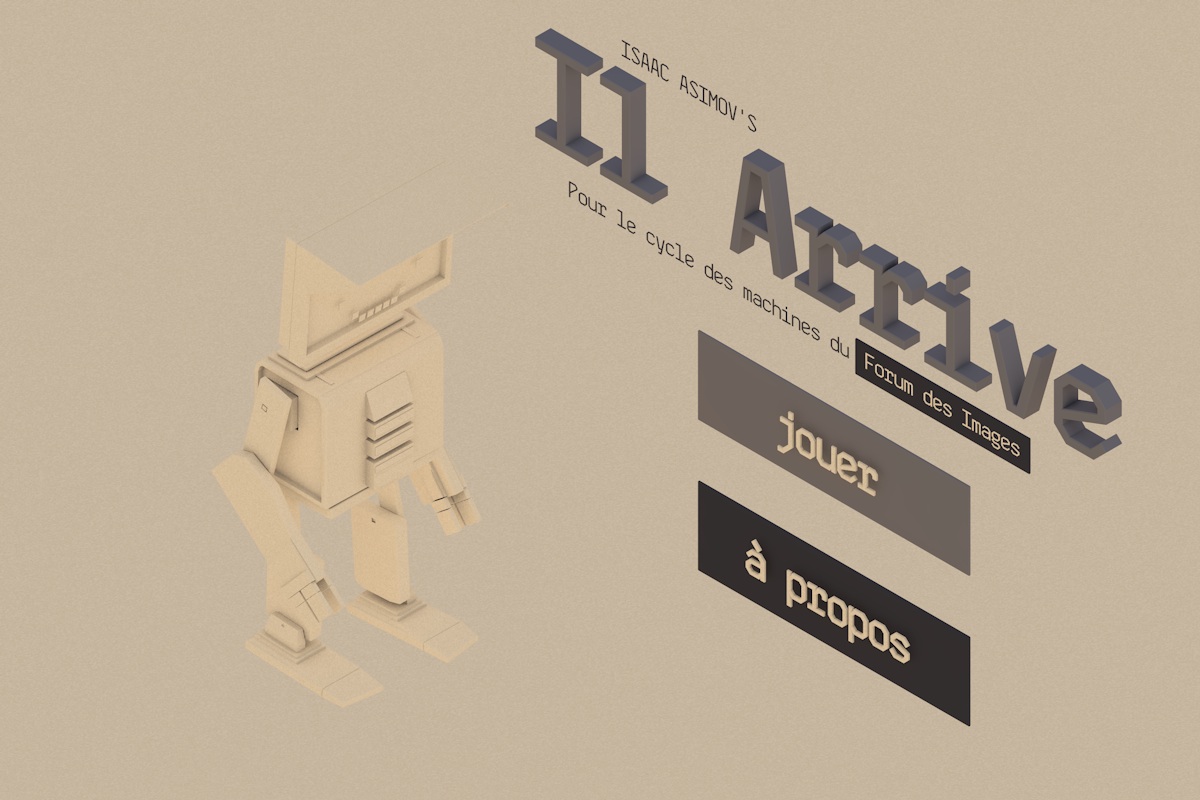 ISAAC ASIMOV'S
Il Arrive
Pour le cycle des machines du Forum des Images
jouer
à propos